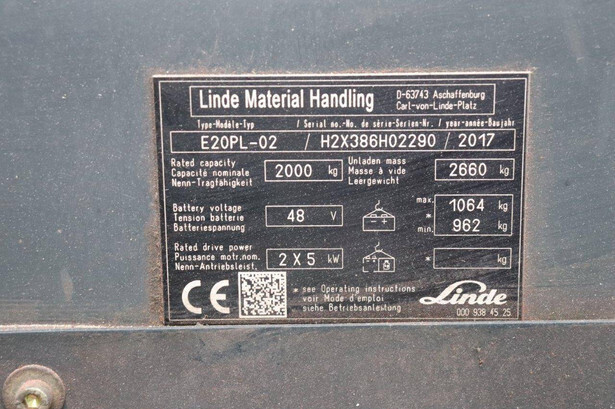 Linde Material Handling D-63743 Aschaffenburg
Carl-von-Linde-Platz
Type-Modèle-Typ / Serial no.-No. de série-Serien-Nr. / year-année-Baujahr
E20PL-02 / H2X386H02290 / 2017
Rated capacity
Capacité nominale 2000 kg
Nenn-Tragfähigkeit
Unladen mass
Masse à vide 2660 kg
Leergewicht
Battery voltage
Tension batterie 48 V
Batteriespannung
max. 1064 kg
*
min. 962 kg
Rated drive power
Puissance motr.nom. 2 X 5 kW
Nenn-Antriebsleist.
* kg
CE
* see Operating instructions
voir Mode d'emploi
siehe Betriebsanleitung
Linde
000 938 45 25